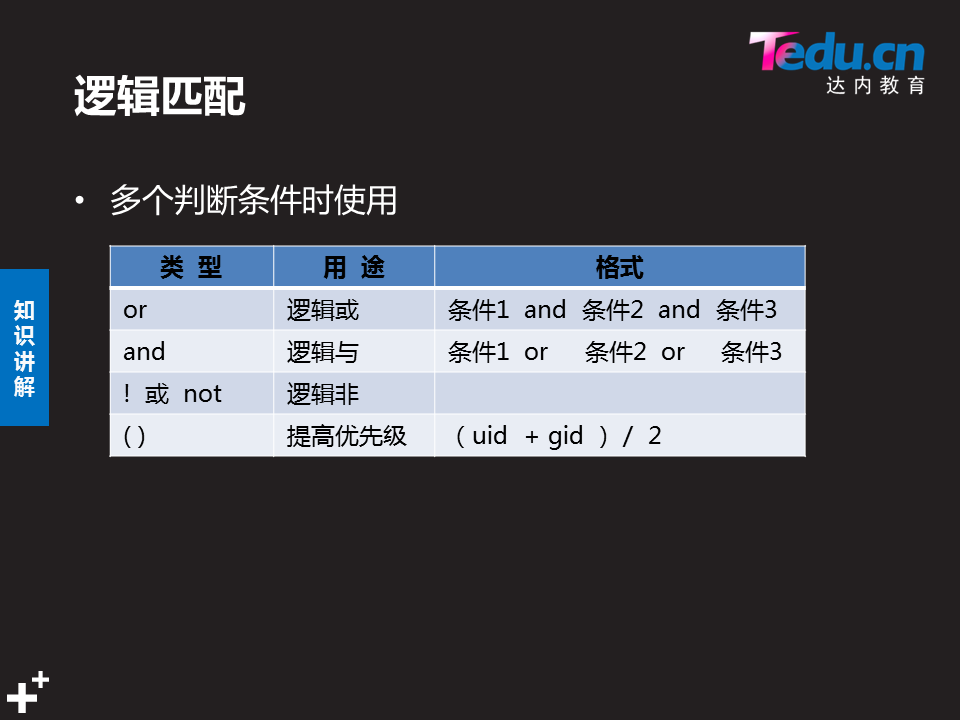 Tedu.cn
达内教育
逻辑匹配
• 多个判断条件时使用
知识讲解
类 型 用 途 格式
or 逻辑或 条件1 and 条件2 and 条件3
and 逻辑与 条件1 or 条件2 or 条件3
! 或 not 逻辑非
( ) 提高优先级 ( uid + gid ) / 2